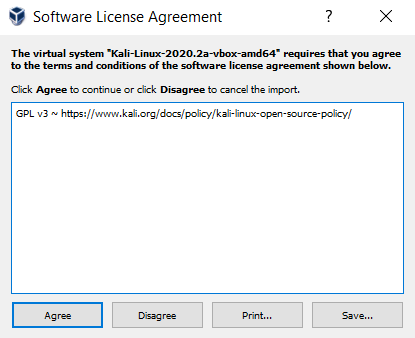 Software License Agreement
?
The virtual system "Kali-Linux-2020.2a-vbox-amd64" requires that you agree
to the terms and conditions of the software license agreement shown below.
Click Agree to continue or click Disagree to cancel the import.
GPL v3 ~ https://www.kali.org/docs/policy/kali-linux-open-source-policy/
Agree
Disagree
Print...
Save...